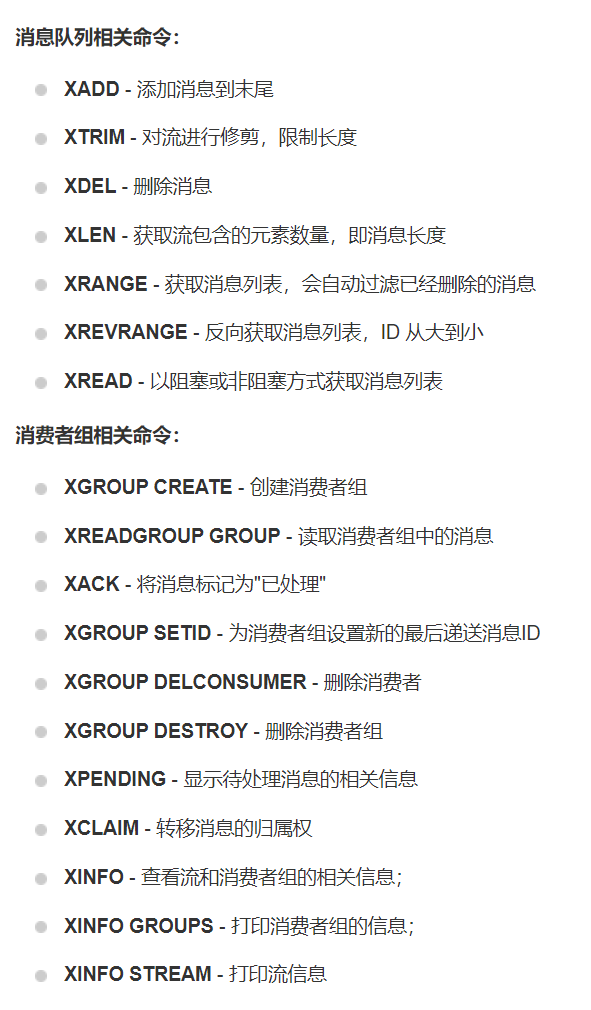 消息队列相关命令：
XADD - 添加消息到末尾
XTRIM - 对流进行修剪，限制长度
XDEL - 删除消息
XLEN - 获取流包含的元素数量，即消息长度
XRANGE - 获取消息列表，会自动过滤已经删除的消息
XREVRANGE - 反向获取消息列表，ID 从大到小
XREAD - 以阻塞或非阻塞方式获取消息列表
消费者组相关命令：
XGROUP CREATE - 创建消费者组
XREADGROUP GROUP - 读取消费者组中的消息
XACK - 将消息标记为"已处理"
XGROUP SETID - 为消费者组设置新的最后递送消息ID
XGROUP DELCONSUMER - 删除消费者
XGROUP DESTROY - 删除消费者组
XPENDING - 显示待处理消息的相关信息
XCLAIM - 转移消息的归属权
XINFO - 查看流和消费者组的相关信息；
XINFO GROUPS - 打印消费者组的信息；
XINFO STREAM - 打印流信息